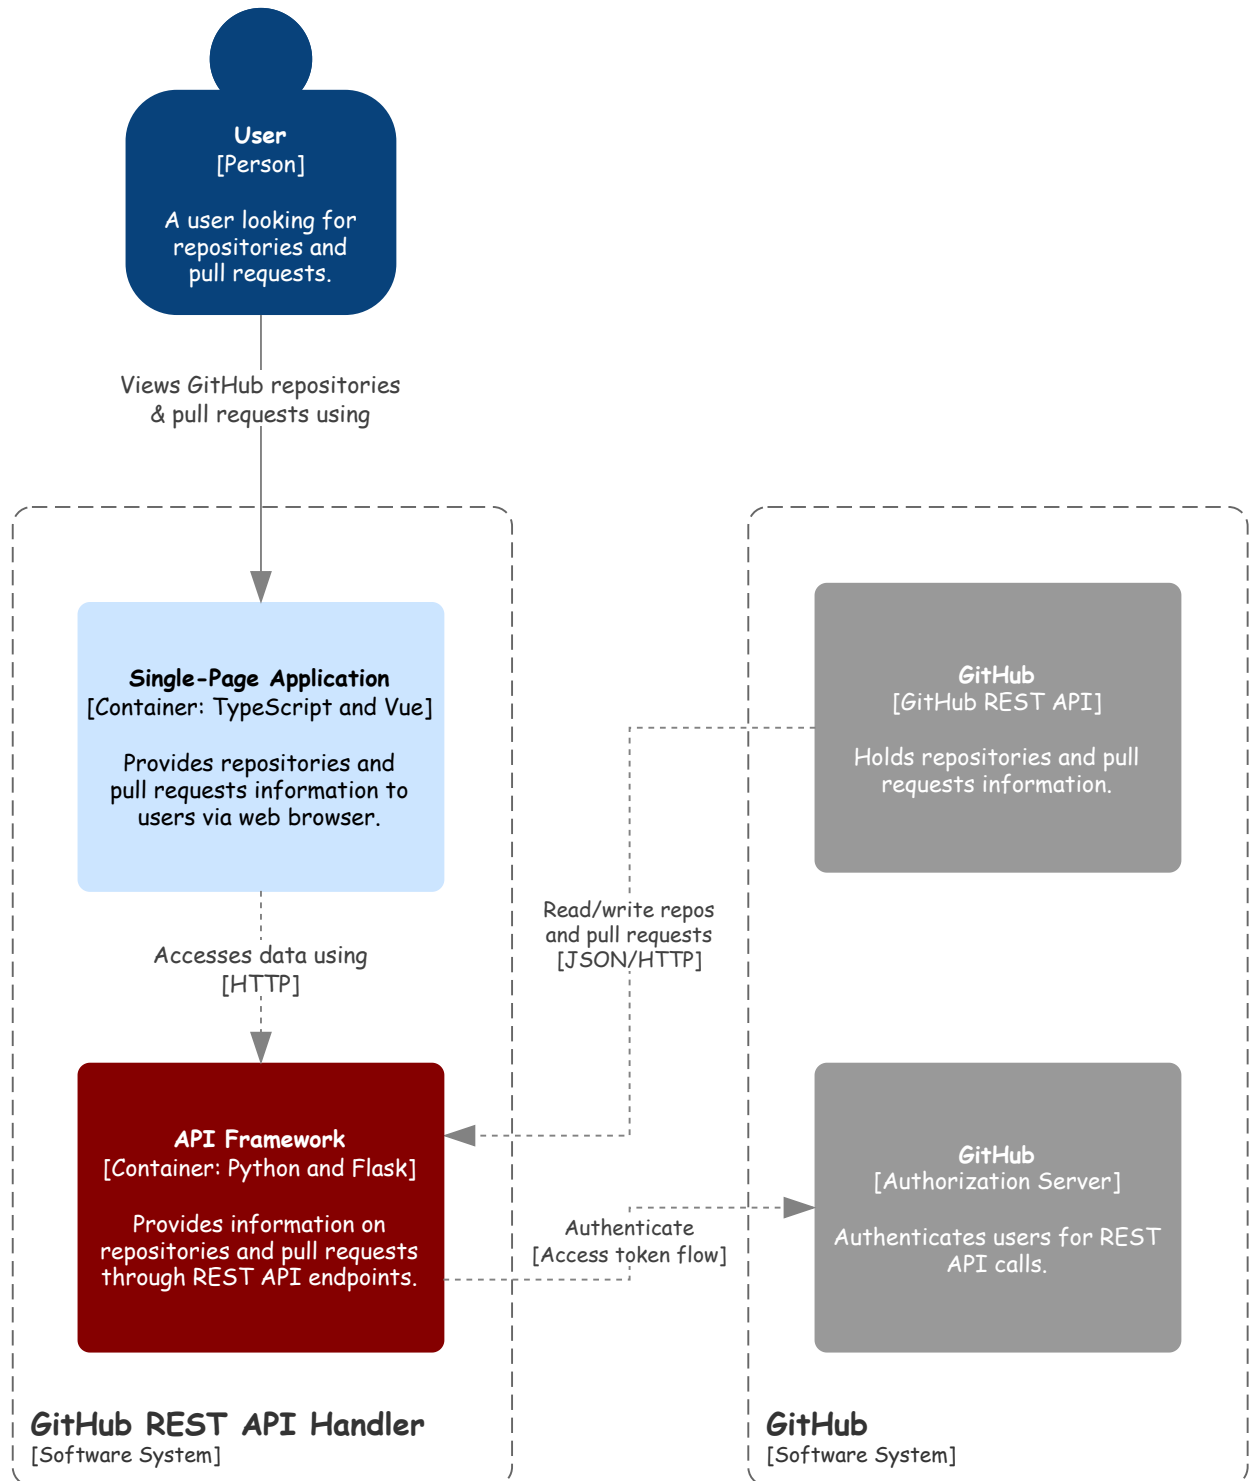 User
[Person]
A user looking for
repositories and
pull requests.
Views GitHub repositories
& pull requests using
Single-Page Application
[Container: TypeScript and Vue]
Provides repositories and
pull requests information to
users via web browser.
GitHub
[GitHub REST API]
Holds repositories and pull
requests information.
Read/write repos
and pull requests
[JSON/HTTP]
Accesses data using
[HTTP]
API Framework
[Container: Python and Flask]
Provides information on
repositories and pull requests
through REST API endpoints.
Authenticate
[Access token flow]
GitHub
[Authorization Server]
Authenticates users for REST
API calls.
GitHub REST API Handler
[Software System]
GitHub
[Software System]